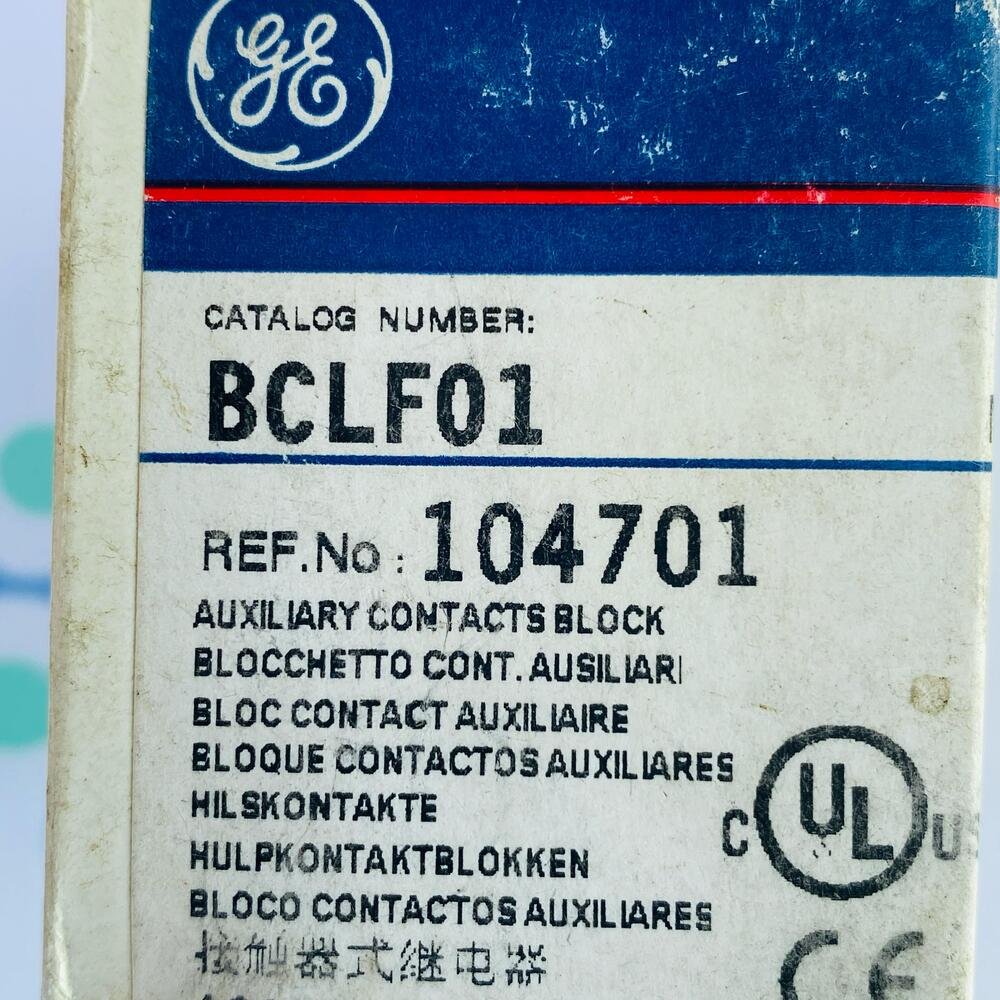 GE
CATALOG NUMBER:
BCLF01
REF.No : 104701
AUXILIARY CONTACTS BLOCK
BLOCCHETTO CONT. AUSILIARI
BLOC CONTACT AUXILIAIRE
BLOQUE CONTACTOS AUXILIARES
HILSKONTAKTE
HULPKONTAKTBLOKKEN
BLOCO CONTACTOS AUXILIARES
接触器式继电器
C UL US
CE